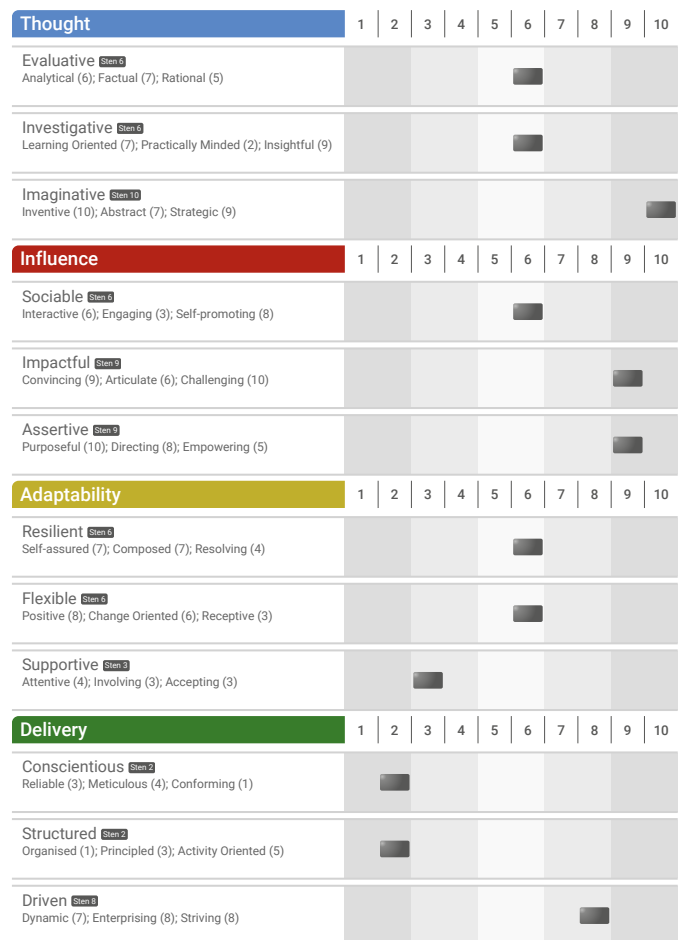 Thought 1 2 3 4 5 6 7 8 9 10
Evaluative Sten 6
Analytical (6); Factual (7); Rational (5)
Investigative Sten 6
Learning Oriented (7); Practically Minded (2); Insightful (9)
Imaginative Sten 10
Inventive (10); Abstract (7); Strategic (9)
Influence 1 2 3 4 5 6 7 8 9 10
Sociable Sten 6
Interactive (6); Engaging (3); Self-promoting (8)
Impactful Sten 9
Convincing (9); Articulate (6); Challenging (10)
Assertive Sten 9
Purposeful (10); Directing (8); Empowering (5)
Adaptability 1 2 3 4 5 6 7 8 9 10
Resilient Sten 6
Self-assured (7); Composed (7); Resolving (4)
Flexible Sten 6
Positive (8); Change Oriented (6); Receptive (3)
Supportive Sten 3
Attentive (4); Involving (3); Accepting (3)
Delivery 1 2 3 4 5 6 7 8 9 10
Conscientious Sten 2
Reliable (3); Meticulous (4); Conforming (1)
Structured Sten 2
Organised (1); Principled (3); Activity Oriented (5)
Driven Sten 8
Dynamic (7); Enterprising (8); Striving (8)